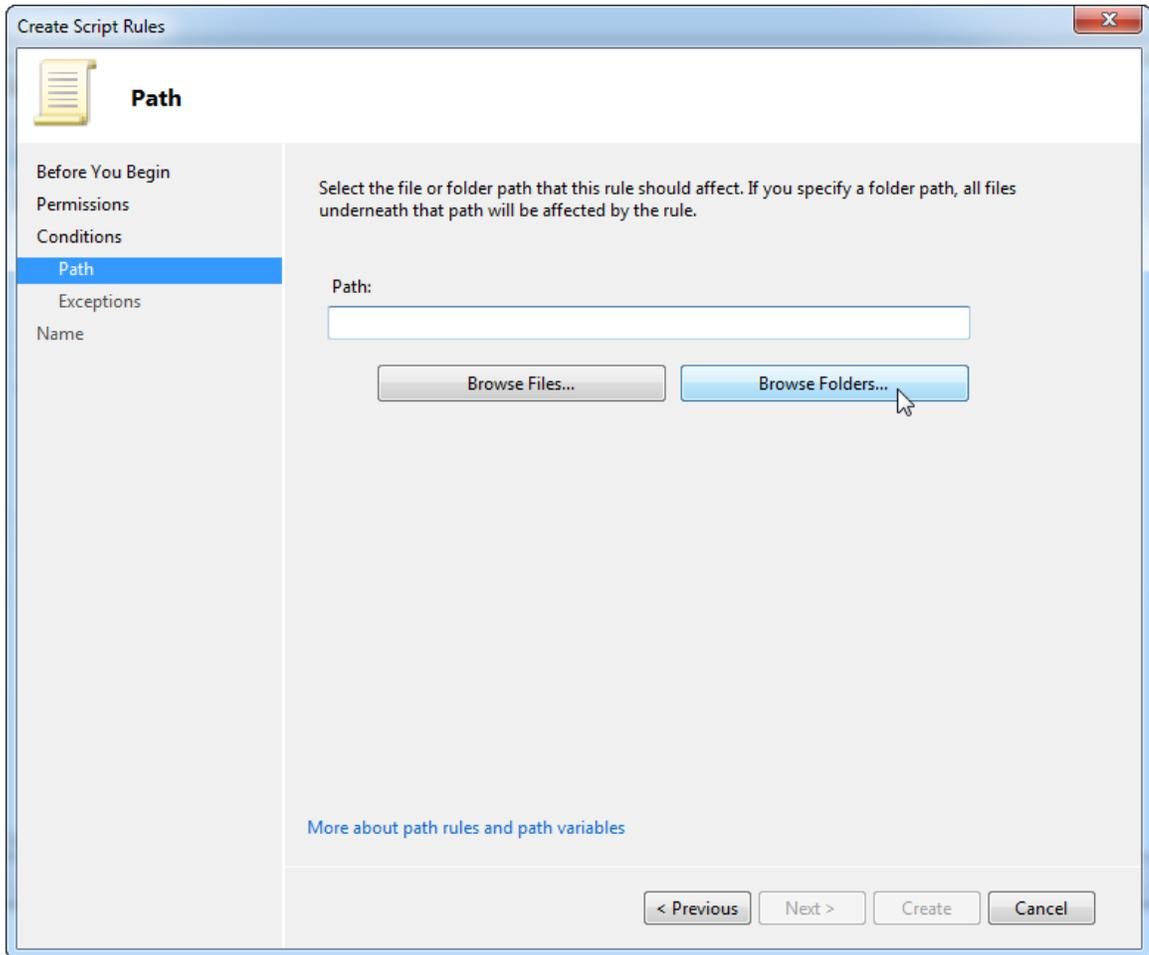 Create Script Rules
Path
Before You Begin
Permissions
Conditions
Path
Exceptions
Name
Select the file or folder path that this rule should affect. If you specify a folder path, all files
underneath that path will be affected by the rule.
Path:
Browse Files... Browse Folders...
More about path rules and path variables
< Previous Next > Create Cancel